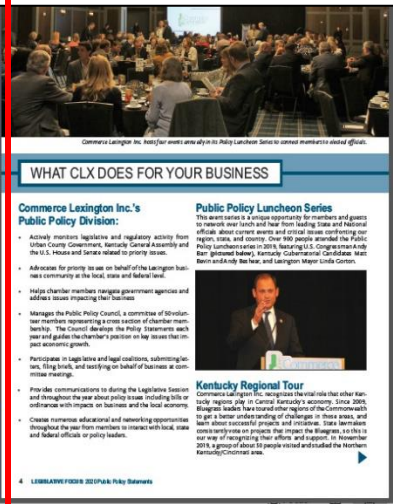 Commerce Lexington Inc. hosts four events annually in its Policy Luncheon Series to connect members to elected officials.
WHAT CLX DOES FOR YOUR BUSINESS
Commerce Lexington Inc.'s
Public Policy Division:
• Actively monitors legislative and regulatory activity from
Urban County Government, Kentucky General Assembly and
the U.S. House and Senate related to priority issues.
• Advocates for priority issues on behalf of the Lexington busi-
ness community at the local, state and federal level.
• Helps chamber members navigate government agencies and
address issues impacting their business
• Manages the Public Policy Council, a committee of 50 volun-
teer members representing a cross section of chamber mem-
bership. The Council develops the Policy Statements each
year and guides the chamber's position on key issues that im-
pact economic growth.
• Participates in Legislative and legal coalitions, submitting let-
ters, filing briefs, and testifying on behalf of business at com-
mittee meetings.
• Provides communications to during the Legislative Session
and throughout the year about policy issues including bills or
ordinances with impacts on business and the local economy.
• Creates numerous educational and networking opportunities
throughout the year from members to interact with local, state
and federal officials or policy leaders.
Public Policy Luncheon Series
This event series is a unique opportunity for members and guests
to network over lunch and hear from leading State and National
officials about current events and critical issues confronting our
region, state, and country. Over 900 people attended the Public
Policy Luncheon series in 2019, featuring U.S. Congressman Andy
Barr (pictured below), Kentucky Gubernatorial Candidates Matt
Bevin and Andy Beshear, and Lexington Mayor Linda Gorton.
Kentucky Regional Tour
Commerce Lexington Inc. recognizes the vital role that other Ken-
tucky regions play in Central Kentucky's economy. Since 2009,
Bluegrass leaders have toured other regions of the Commonwealth
to get a better understanding of challenges in these areas, and
learn about successful projects and initiatives. State lawmakers
consistently vote on projects that impact the Bluegrass, so this is
our way of recognizing their efforts and support. In November
2019, a group of about 50 people visited and studied the Northern
Kentucky/Cincinnati area.
4 LEGISLATIVE FOCUS: 2020 Public Policy Statements